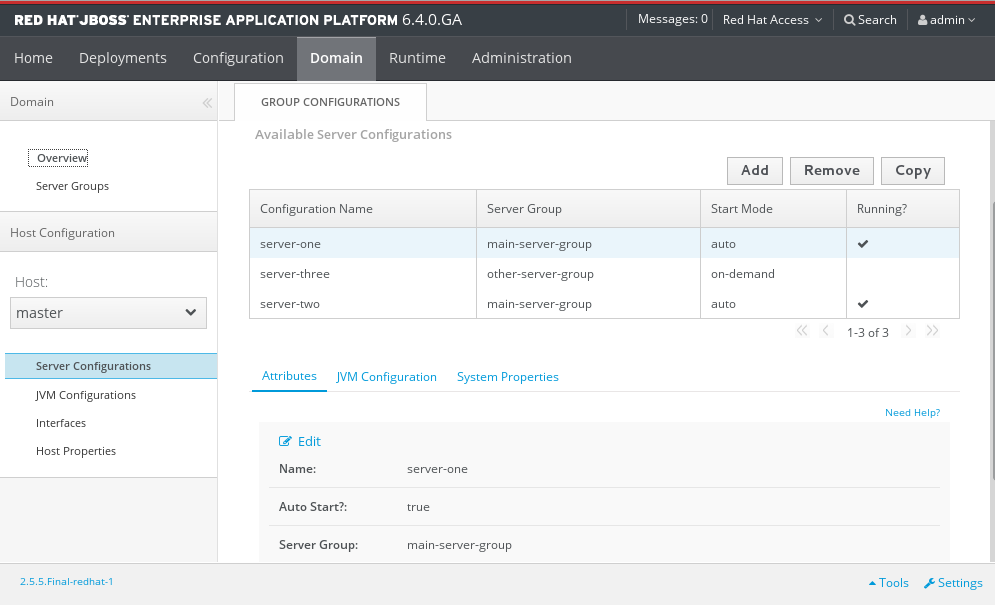 RED HAT JBOSS ENTERPRISE APPLICATION PLATFORM 6.4.0.GA
Messages: 0 Red Hat Access Search admin
Home Deployments Configuration Domain Runtime Administration
Domain
Overview
Server Groups
Host Configuration
Host:
master
Server Configurations
JVM Configurations
Interfaces
Host Properties
GROUP CONFIGURATIONS
Available Server Configurations
Add Remove Copy
Configuration Name Server Group Start Mode Running?
server-one main-server-group auto
server-three other-server-group on-demand
server-two main-server-group auto
1-3 of 3
Attributes JVM Configuration System Properties
Need Help?
Edit
Name: server-one
Auto Start?: true
Server Group: main-server-group
2.5.5.Final-redhat-1
Tools Settings